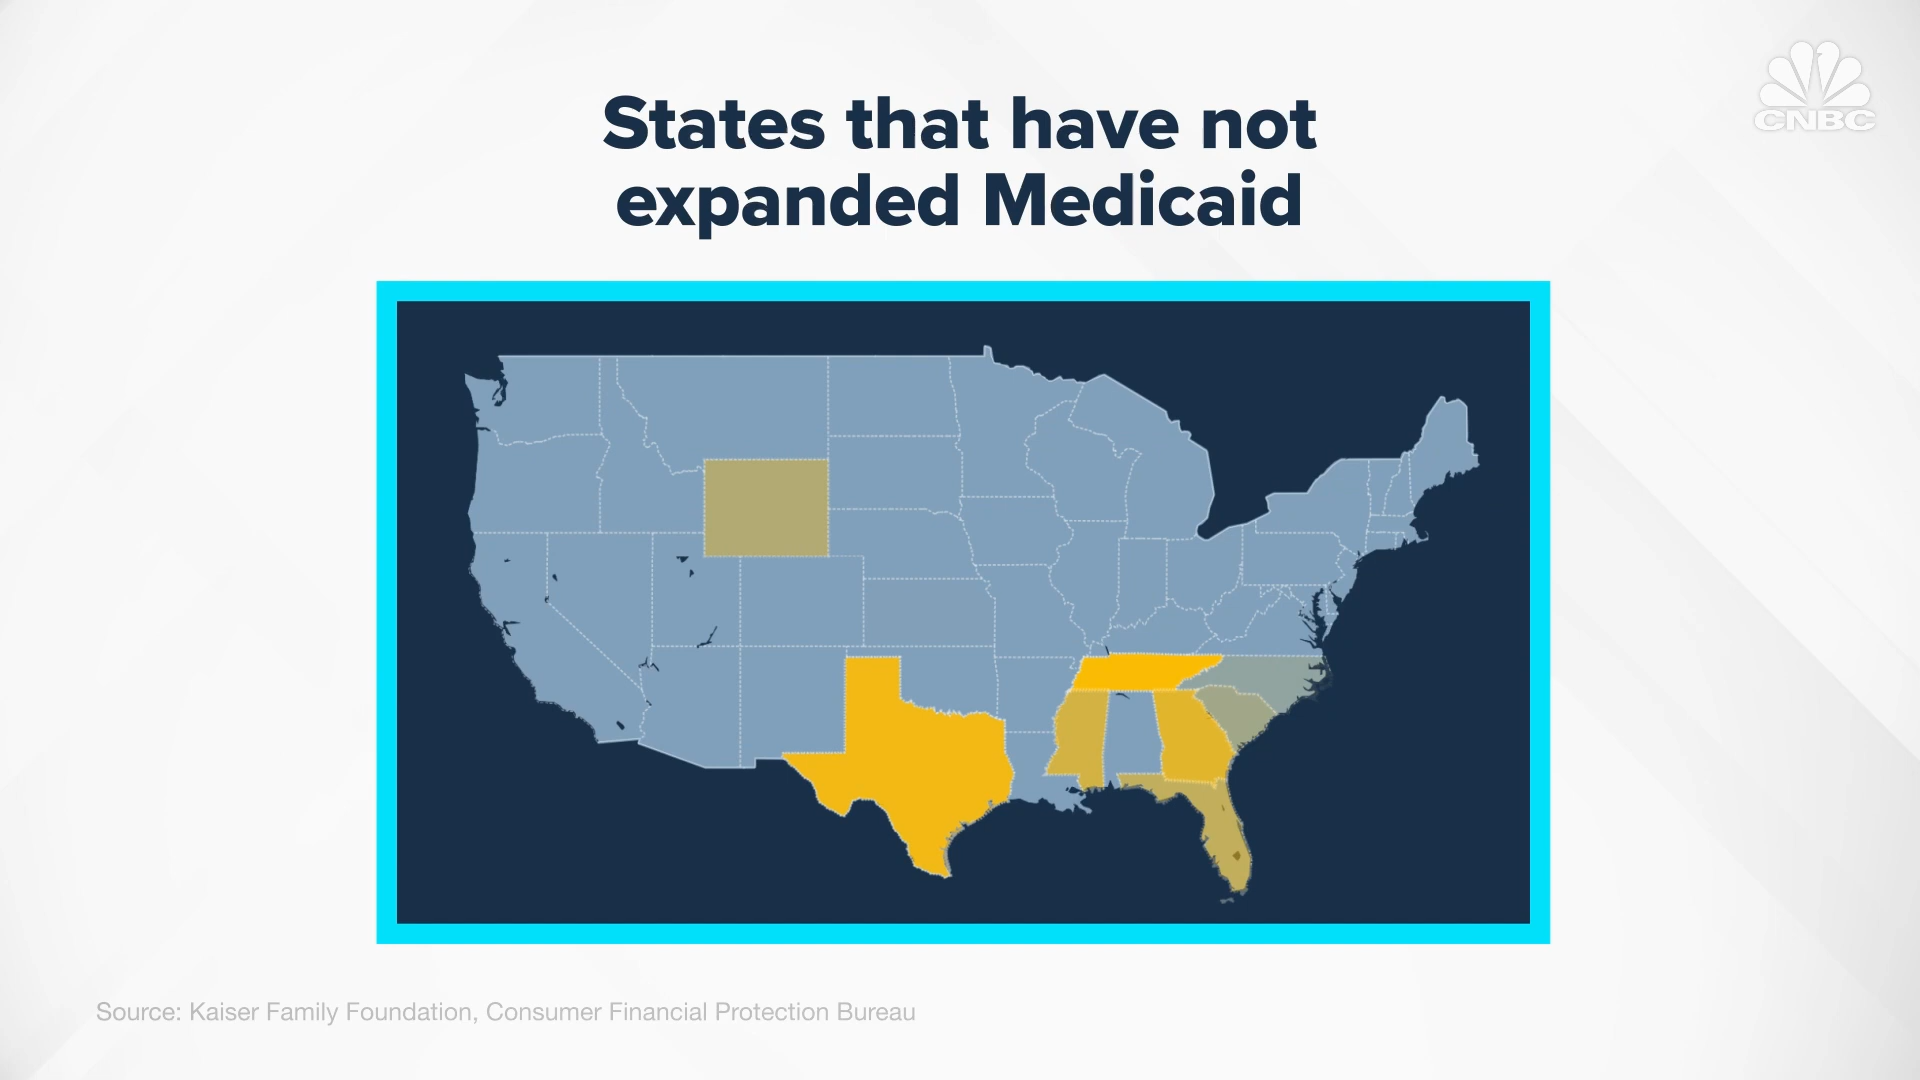 CNBC
States that have not
expanded Medicaid
Source: Kaiser Family Foundation, Consumer Financial Protection Bureau